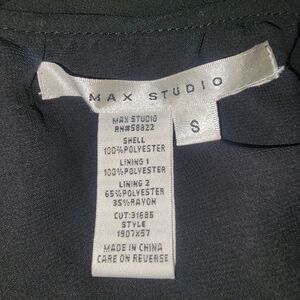 MAX STUDIO
S
MAX STUDIO
RN#58822
SHELL
100%POLYESTER
LINING 1
100%POLYESTER
LINING 2
65%POLYESTER
35%RAYON
CUT:31685
STYLE
1907X57
MADE IN CHINA
CARE ON REVERSE